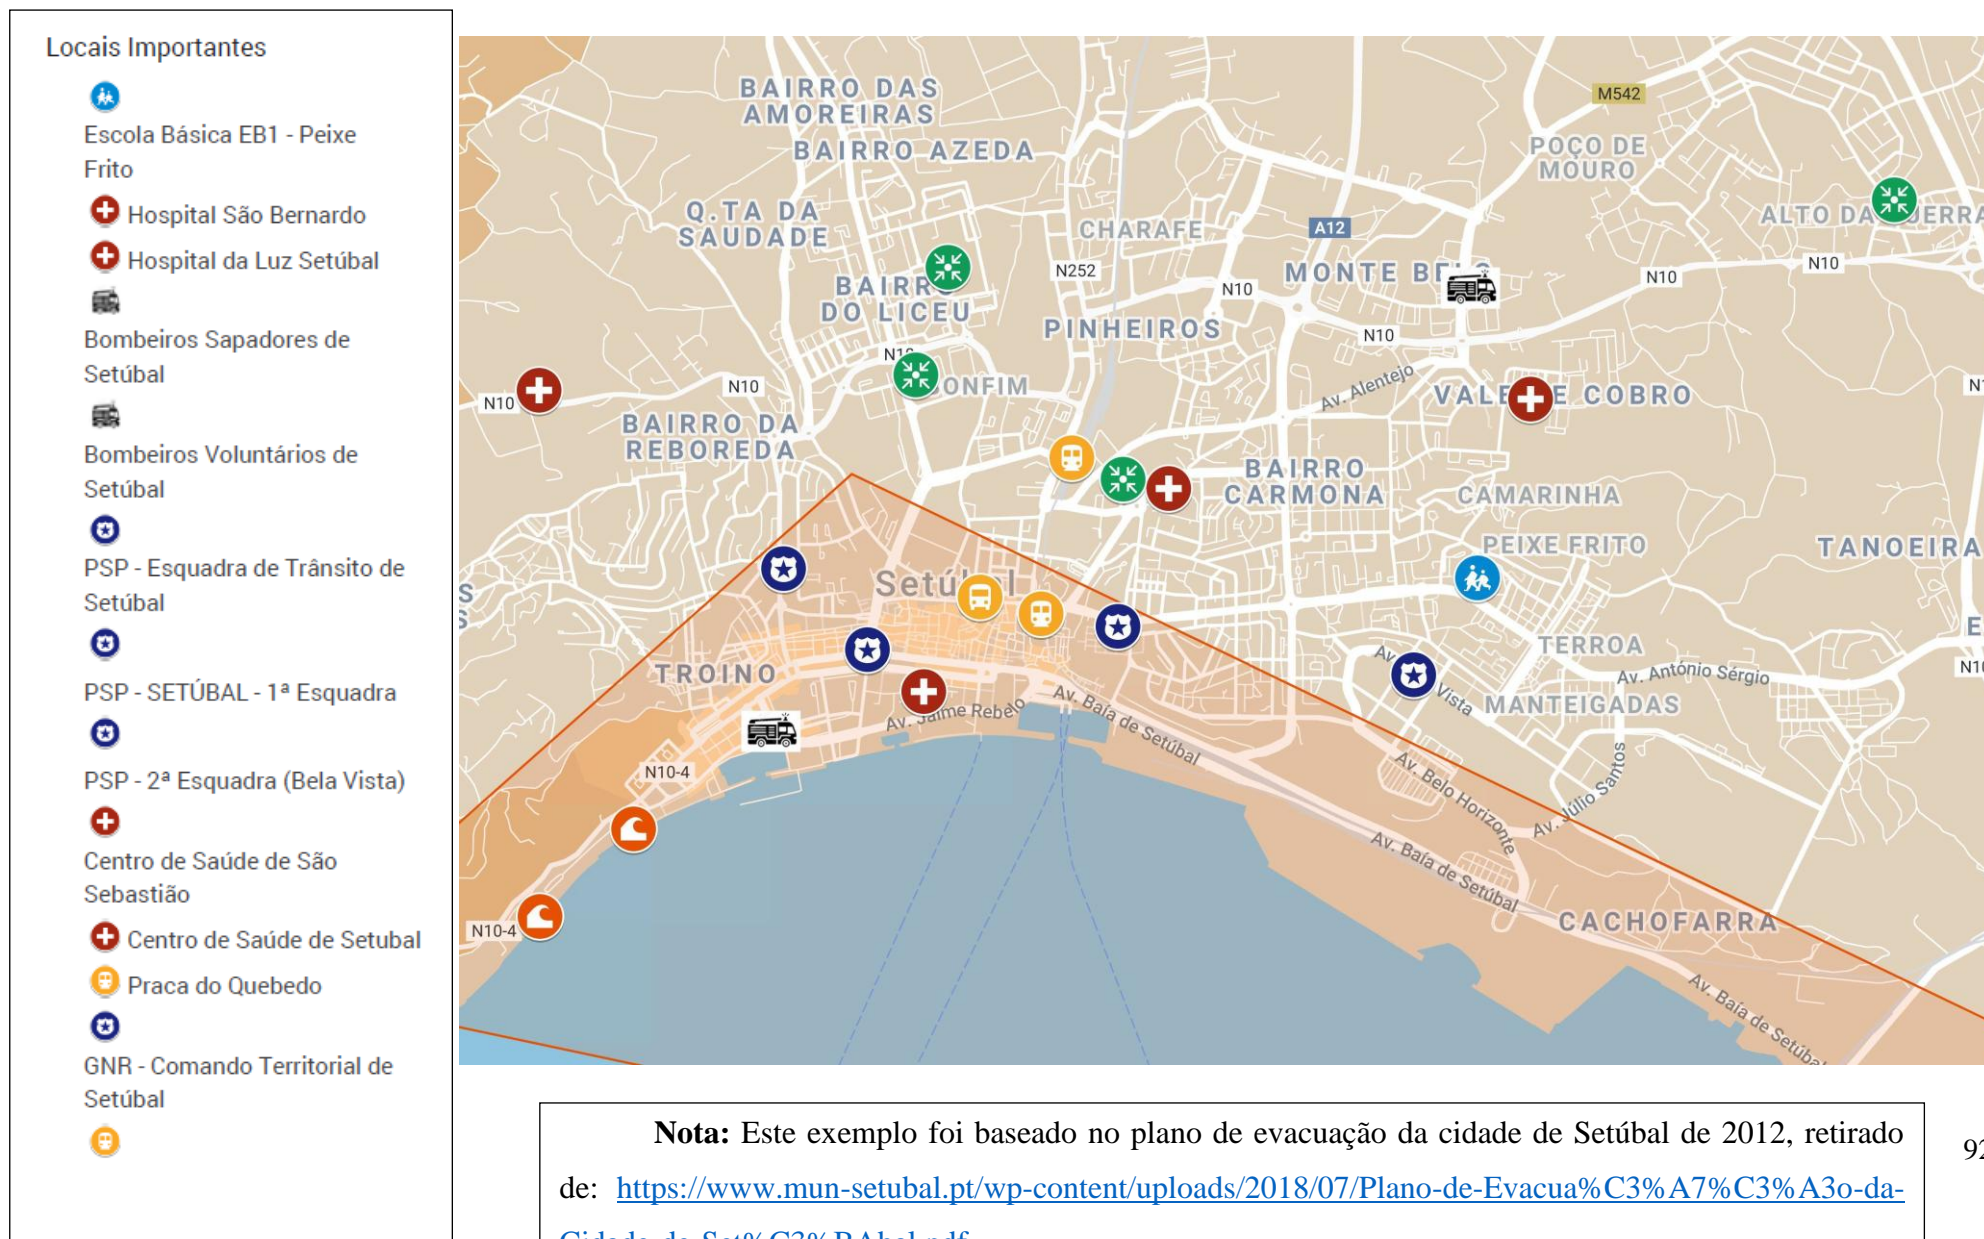 Locais Importantes
Escola Básica EB1 - Peixe
Frito
Hospital São Bernardo
Hospital da Luz Setúbal
Bombeiros Sapadores de
Setúbal
Bombeiros Voluntários de
Setúbal
PSP - Esquadra de Trânsito de
Setúbal
PSP - SETÚBAL - 1ª Esquadra
PSP - 2ª Esquadra (Bela Vista)
Centro de Saúde de São
Sebastião
Centro de Saúde de Setubal
Praca do Quebedo
GNR - Comando Territorial de
Setúbal
BAIRRO DAS
AMOREIRAS
BAIRRO AZEDA
M542
POÇO DE
MOURO
Q.TA DA
SAUDADE
CHARAFE
A12
ALTO DA
N252
N10
MONTE
N10
N10
BAIRRO
DO LICEU
PINHEIROS
N10
N10
N10
Av. Alentejo
VALE
COBRO
BAIRRO DA
REBOREDA
BAIRRO
CARMONA
CAMARINHA
PEIXE FRITO
TANOEIRA
Setúbal
TERROA
TROINO
Av. António Sérgio
N10
Av.
Vista
MANTEIGADAS
Av. Jaime Rebelo
Av. Baía de Setúbal
N10-4
Av. Belo Horizonte
Av. Júlio Santos
Av. Baía de Setúbal
CACHOFARRA
N10-4
Av. Baía de Setúbal
Nota: Este exemplo foi baseado no plano de evacuação da cidade de Setúbal de 2012, retirado
de: https://www.mun-setubal.pt/wp-content/uploads/2018/07/Plano-de-Evacua%C3%A7%C3%A3o-da-
92